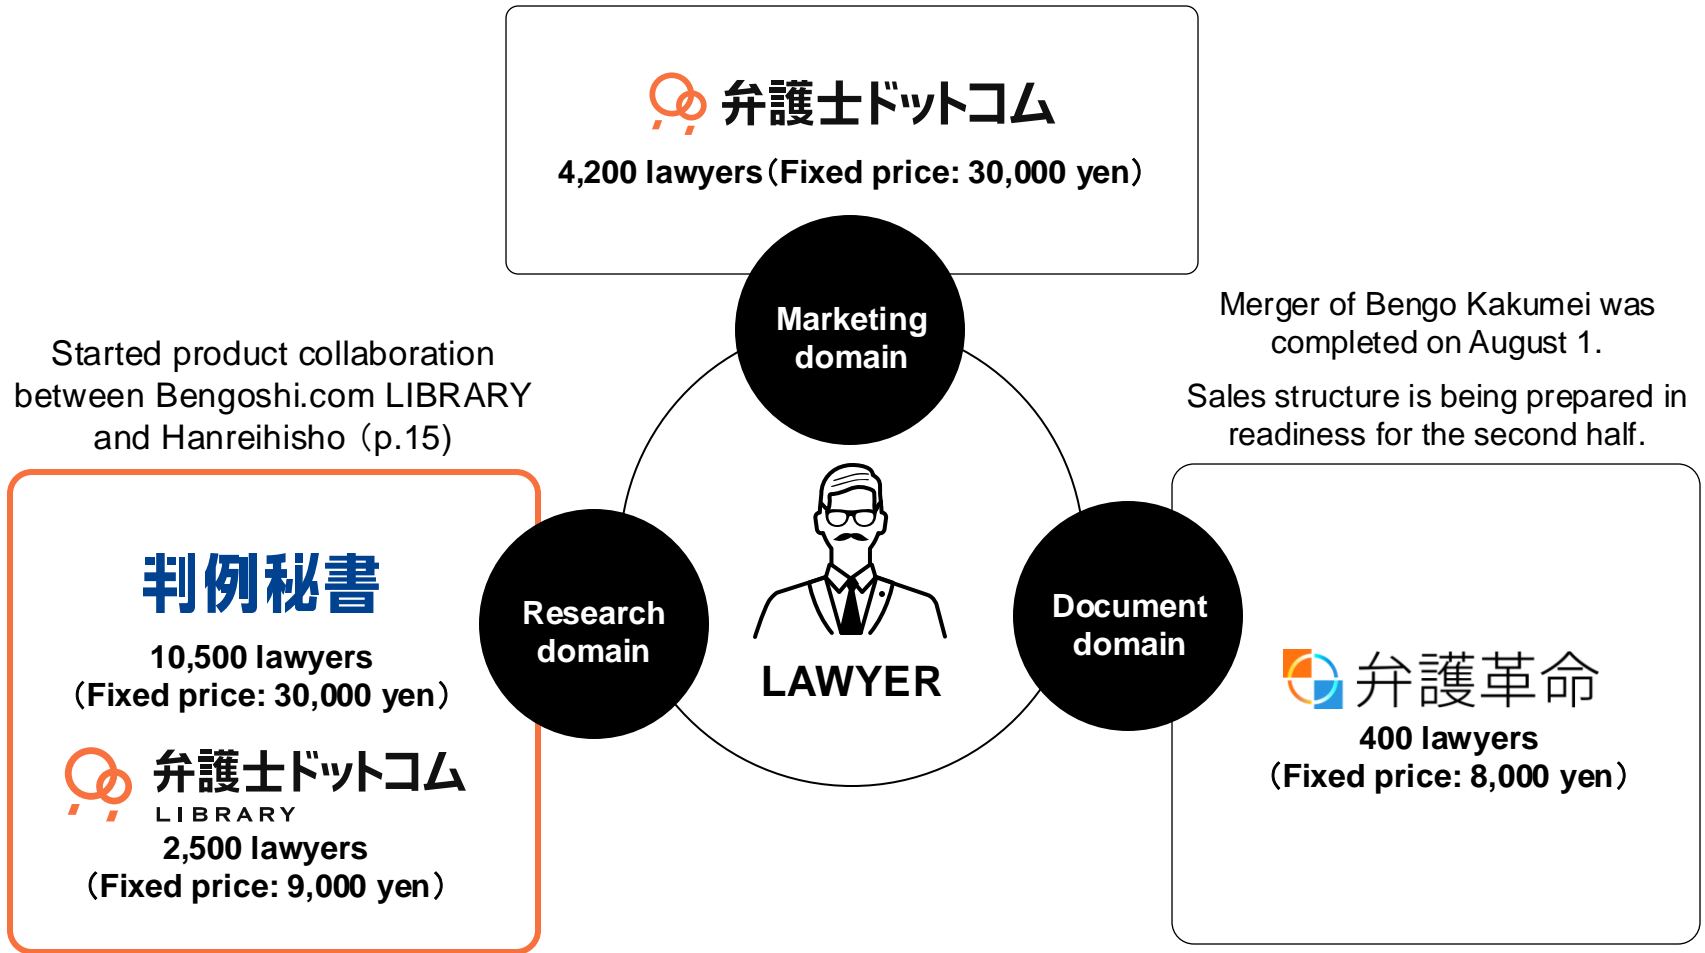 弁護士ドットコム
4,200 lawyers（Fixed price: 30,000 yen）
Marketing
domain
Started product collaboration
between Bengoshi.com LIBRARY
and Hanreihisho（p.15)
Merger of Bengo Kakumei was
completed on August 1.
Sales structure is being prepared in
readiness for the second half.
判例秘書
10,500 lawyers
（Fixed price: 30,000 yen）
弁護士ドットコム
LIBRARY
2,500 lawyers
（Fixed price: 9,000 yen）
Research
domain
LAWYER
Document
domain
弁護革命
400 lawyers
（Fixed price: 8,000 yen）